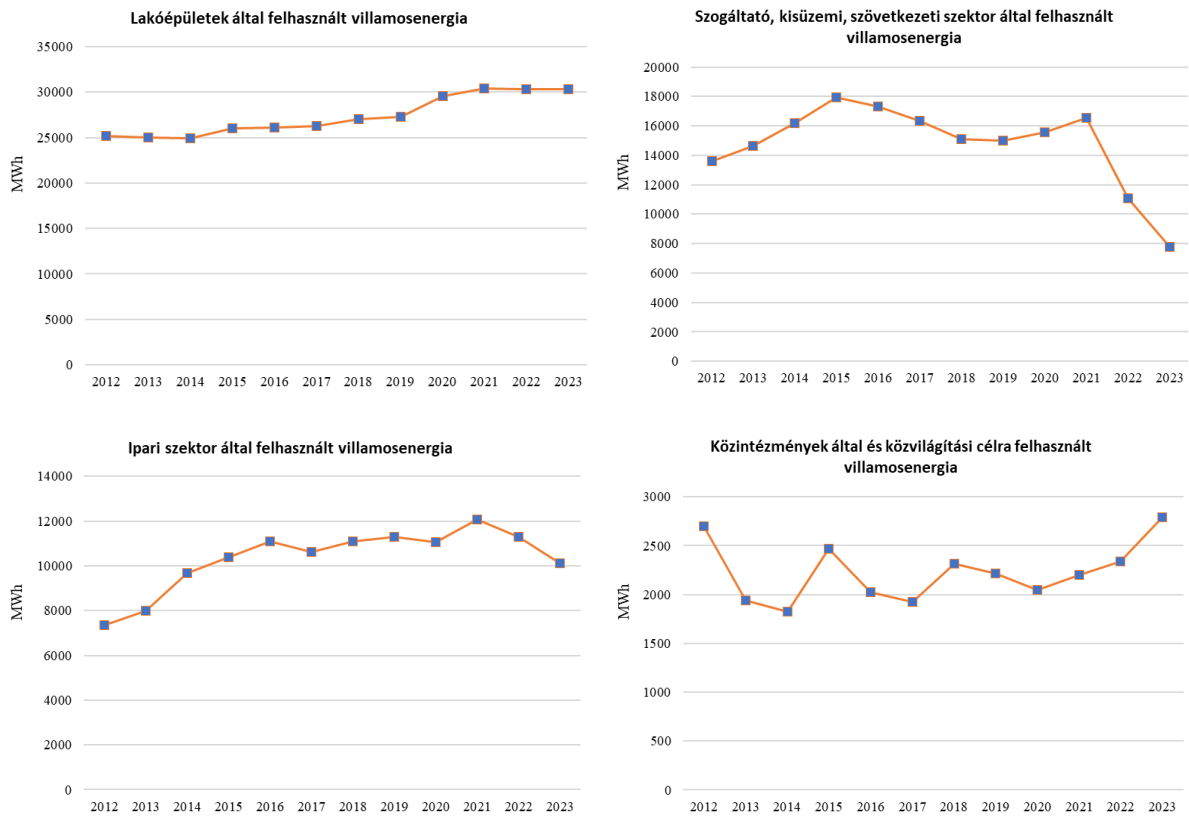 Lakóépületek által felhasznált villamosenergia
35000
30000
25000
20000
15000
10000
5000
0
MWh
2012 2013 2014 2015 2016 2017 2018 2019 2020 2021 2022 2023
Szogáltató, kisüzemi, szövetkezeti szektor által felhasznált
villamosenergia
20000
18000
16000
14000
12000
10000
8000
6000
4000
2000
0
MWh
2012 2013 2014 2015 2016 2017 2018 2019 2020 2021 2022 2023
Ipari szektor által felhasznált villamosenergia
14000
12000
10000
8000
6000
4000
2000
0
MWh
2012 2013 2014 2015 2016 2017 2018 2019 2020 2021 2022 2023
Közintézmények által és közvilágítási célra felhasznált
villamosenergia
3000
2500
2000
1500
1000
500
0
MWh
2012 2013 2014 2015 2016 2017 2018 2019 2020 2021 2022 2023